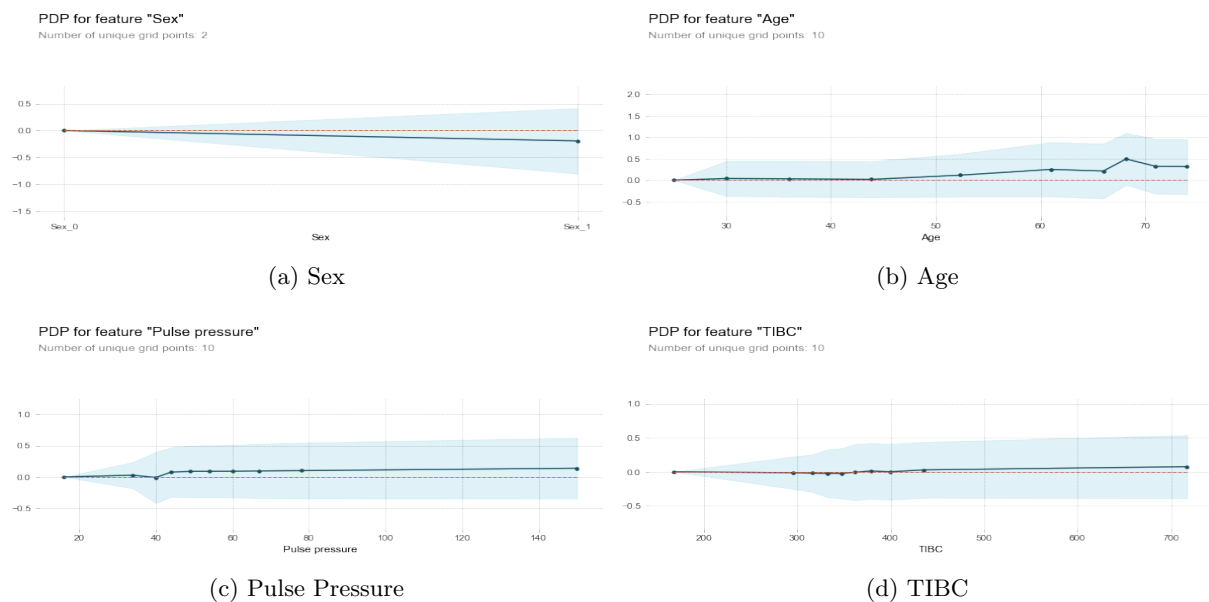 PDP for feature "Sex"
Number of unique grid points: 2
0.5
0.0
−0.5
−1.0
−1.5
Sex_0
Sex_1
Sex
(a) Sex
PDP for feature "Age"
Number of unique grid points: 10
2.0
1.5
1.0
0.5
0.0
−0.5
30
40
50
60
70
Age
(b) Age
PDP for feature "Pulse pressure"
Number of unique grid points: 10
1.0
0.5
0.0
−0.5
20
40
60
80
100
120
140
Pulse pressure
(c) Pulse Pressure
PDP for feature "TIBC"
Number of unique grid points: 10
1.0
0.5
0.0
−0.5
200
300
400
500
600
700
TIBC
(d) TIBC